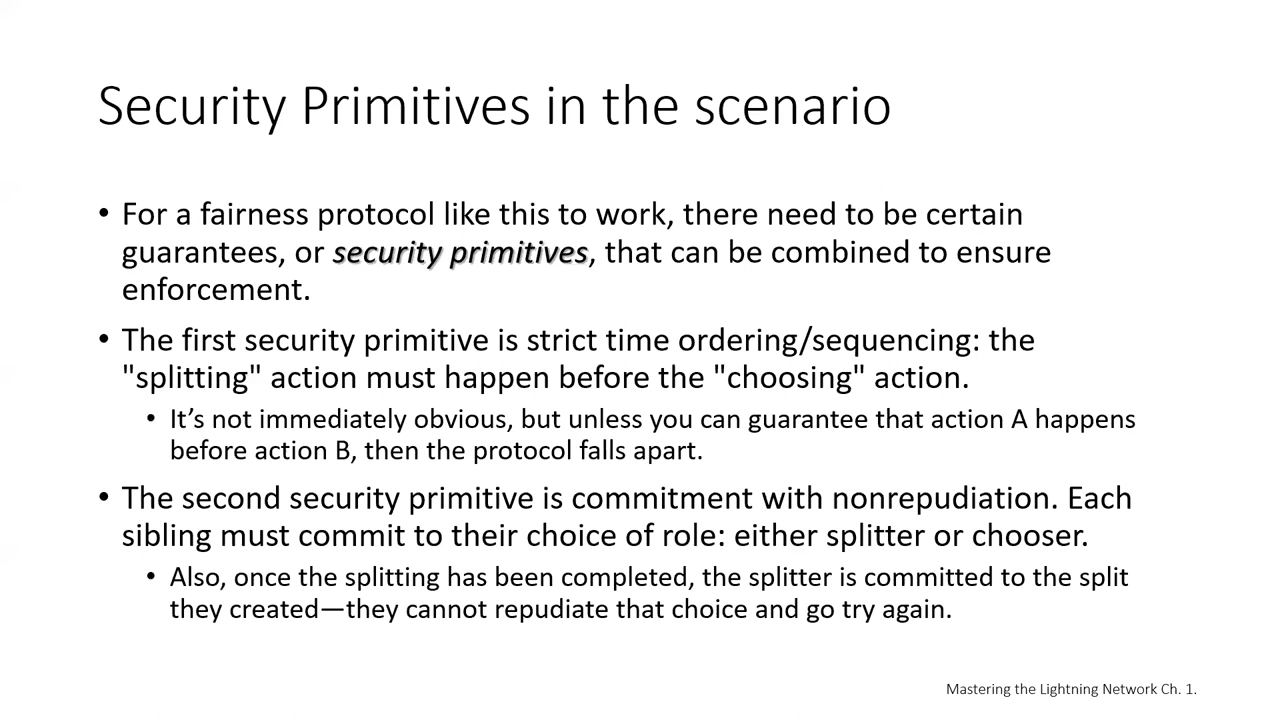 Security Primitives in the scenario
• For a fairness protocol like this to work, there need to be certain
guarantees, or security primitives, that can be combined to ensure
enforcement.
• The first security primitive is strict time ordering/sequencing: the
"splitting" action must happen before the "choosing" action.
• It’s not immediately obvious, but unless you can guarantee that action A happens
before action B, then the protocol falls apart.
• The second security primitive is commitment with nonrepudiation. Each
sibling must commit to their choice of role: either splitter or chooser.
• Also, once the splitting has been completed, the splitter is committed to the split
they created—they cannot repudiate that choice and go try again.
Mastering the Lightning Network Ch. 1.